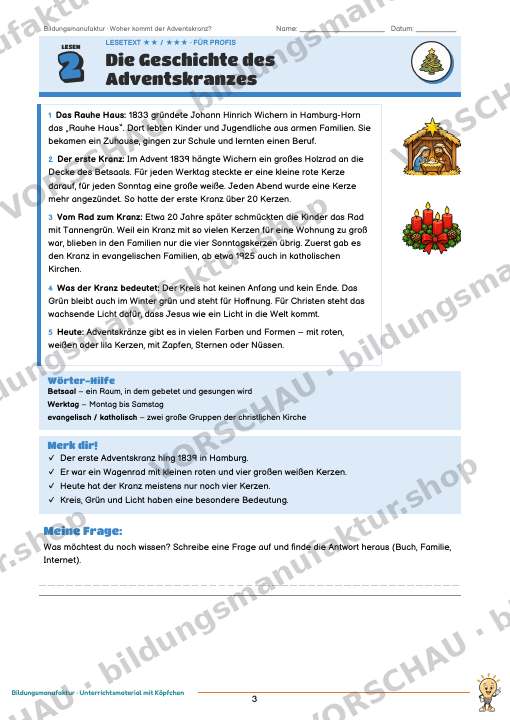 Bildungsmanufaktur · Woher kommt der Adventskranz?
Name: Datum:
LESEN
2
LESETEXT ★★ / ★★★ · FÜR PROFIS
Die Geschichte des
Adventskranzes
1 Das Rauhe Haus: 1833 gründete Johann Hinrich Wichern in Hamburg-Horn
das „Rauhe Haus“. Dort lebten Kinder und Jugendliche aus armen Familien. Sie
bekamen ein Zuhause, gingen zur Schule und lernten einen Beruf.
2 Der erste Kranz: Im Advent 1839 hängte Wichern ein großes Holzrad an die
Decke des Betsaals. Für jeden Werktag steckte er eine kleine rote Kerze
darauf, für jeden Sonntag eine große weiße. Jeden Abend wurde eine Kerze
mehr angezündet. So hatte der erste Kranz über 20 Kerzen.
3 Vom Rad zum Kranz: Etwa 20 Jahre später schmückten die Kinder das Rad
mit Tannengrün. Weil ein Kranz mit so vielen Kerzen für eine Wohnung zu groß
war, blieben in den Familien nur die vier Sonntagskerzen übrig. Zuerst gab es
den Kranz in evangelischen Familien, ab etwa 1925 auch in katholischen
Kirchen.
4 Was der Kranz bedeutet: Der Kreis hat keinen Anfang und kein Ende. Das
Grün bleibt auch im Winter grün und steht für Hoffnung. Für Christen steht das
wachsende Licht dafür, dass Jesus wie ein Licht in die Welt kommt.
5 Heute: Adventskränze gibt es in vielen Farben und Formen – mit roten,
weißen oder lila Kerzen, mit Zapfen, Sternen oder Nüssen.
Wörter-Hilfe
Betsaal – ein Raum, in dem gebetet und gesungen wird
Werktag – Montag bis Samstag
evangelisch / katholisch – zwei große Gruppen der christlichen Kirche
Merk dir!
✓ Der erste Adventskranz hing 1839 in Hamburg.
✓ Er war ein Wagenrad mit kleinen roten und vier großen weißen Kerzen.
✓ Heute hat der Kranz meistens nur noch vier Kerzen.
✓ Kreis, Grün und Licht haben eine besondere Bedeutung.
Meine Frage:
Was möchtest du noch wissen? Schreibe eine Frage auf und finde die Antwort heraus (Buch, Familie,
Internet).
Bildungsmanufaktur · Unterrichtsmaterial mit Köpfchen
3
VORSCHAU · bildungsmanufaktur.shop